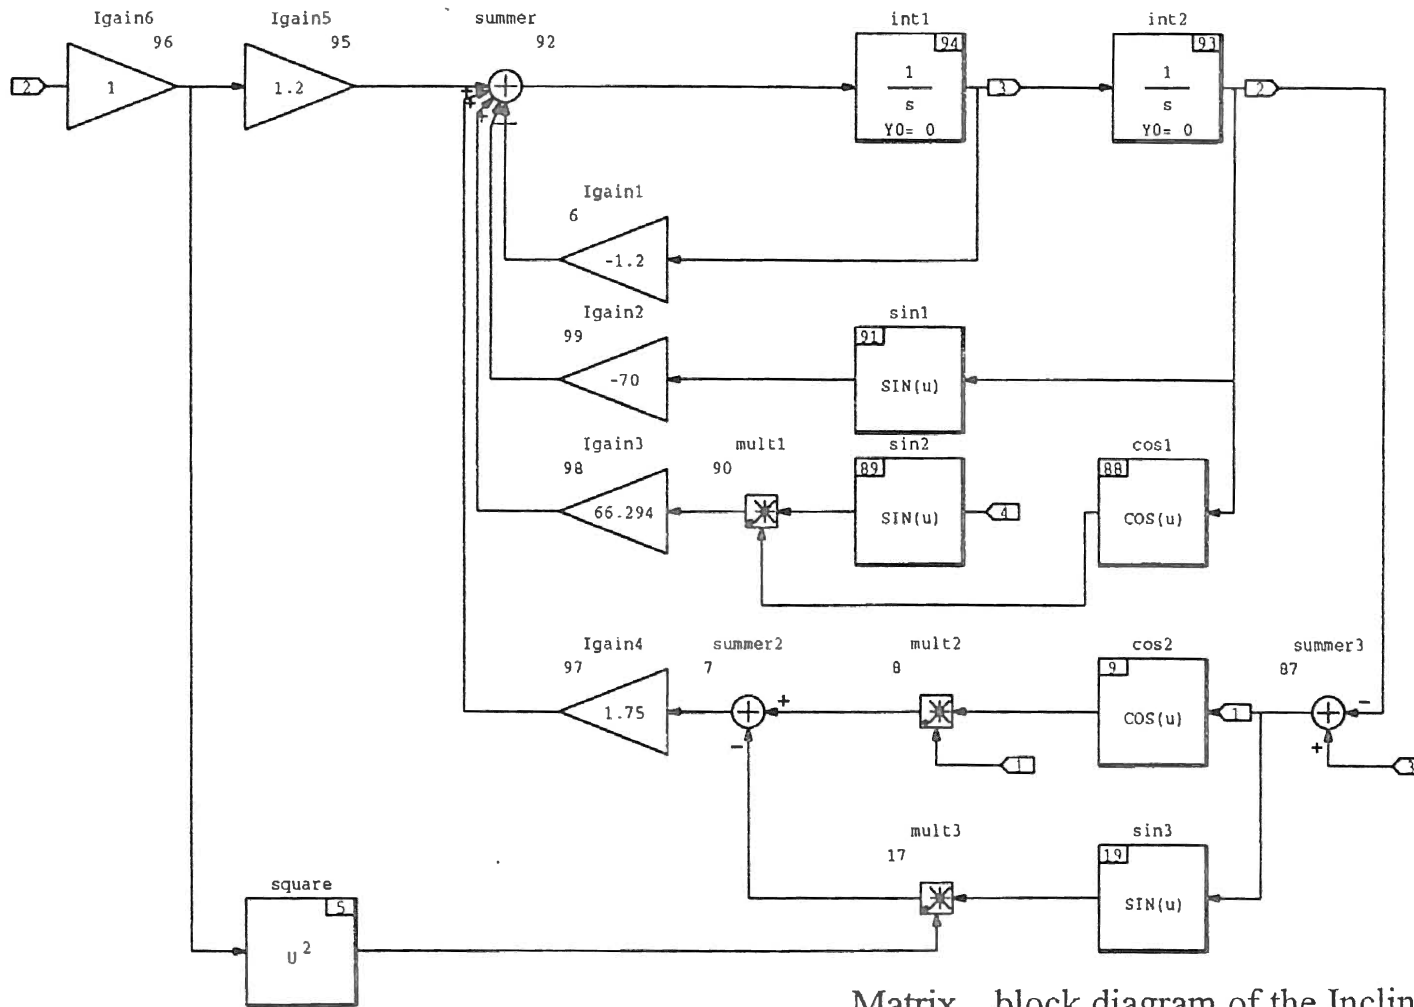 Igain6
96
Igain5
95
summer
92
int1
94
int2
93
2
1
1.2
+
+
+
1
s
Y0= 0
3
1
s
Y0= 0
2
Igain1
6
-1.2
Igain2
99
-70
sin1
91
SIN(u)
Igain3
98
66.294
mult1
90
sin2
89
SIN(u)
4
cos1
88
COS(u)
Igain4
97
1.75
summer2
7
+
-
mult2
8
1
cos2
9
COS(u)
1
summer3
87
-
+
3
mult3
17
sin3
19
SIN(u)
square
5
U 2
Matrix block diagram of the Inclin